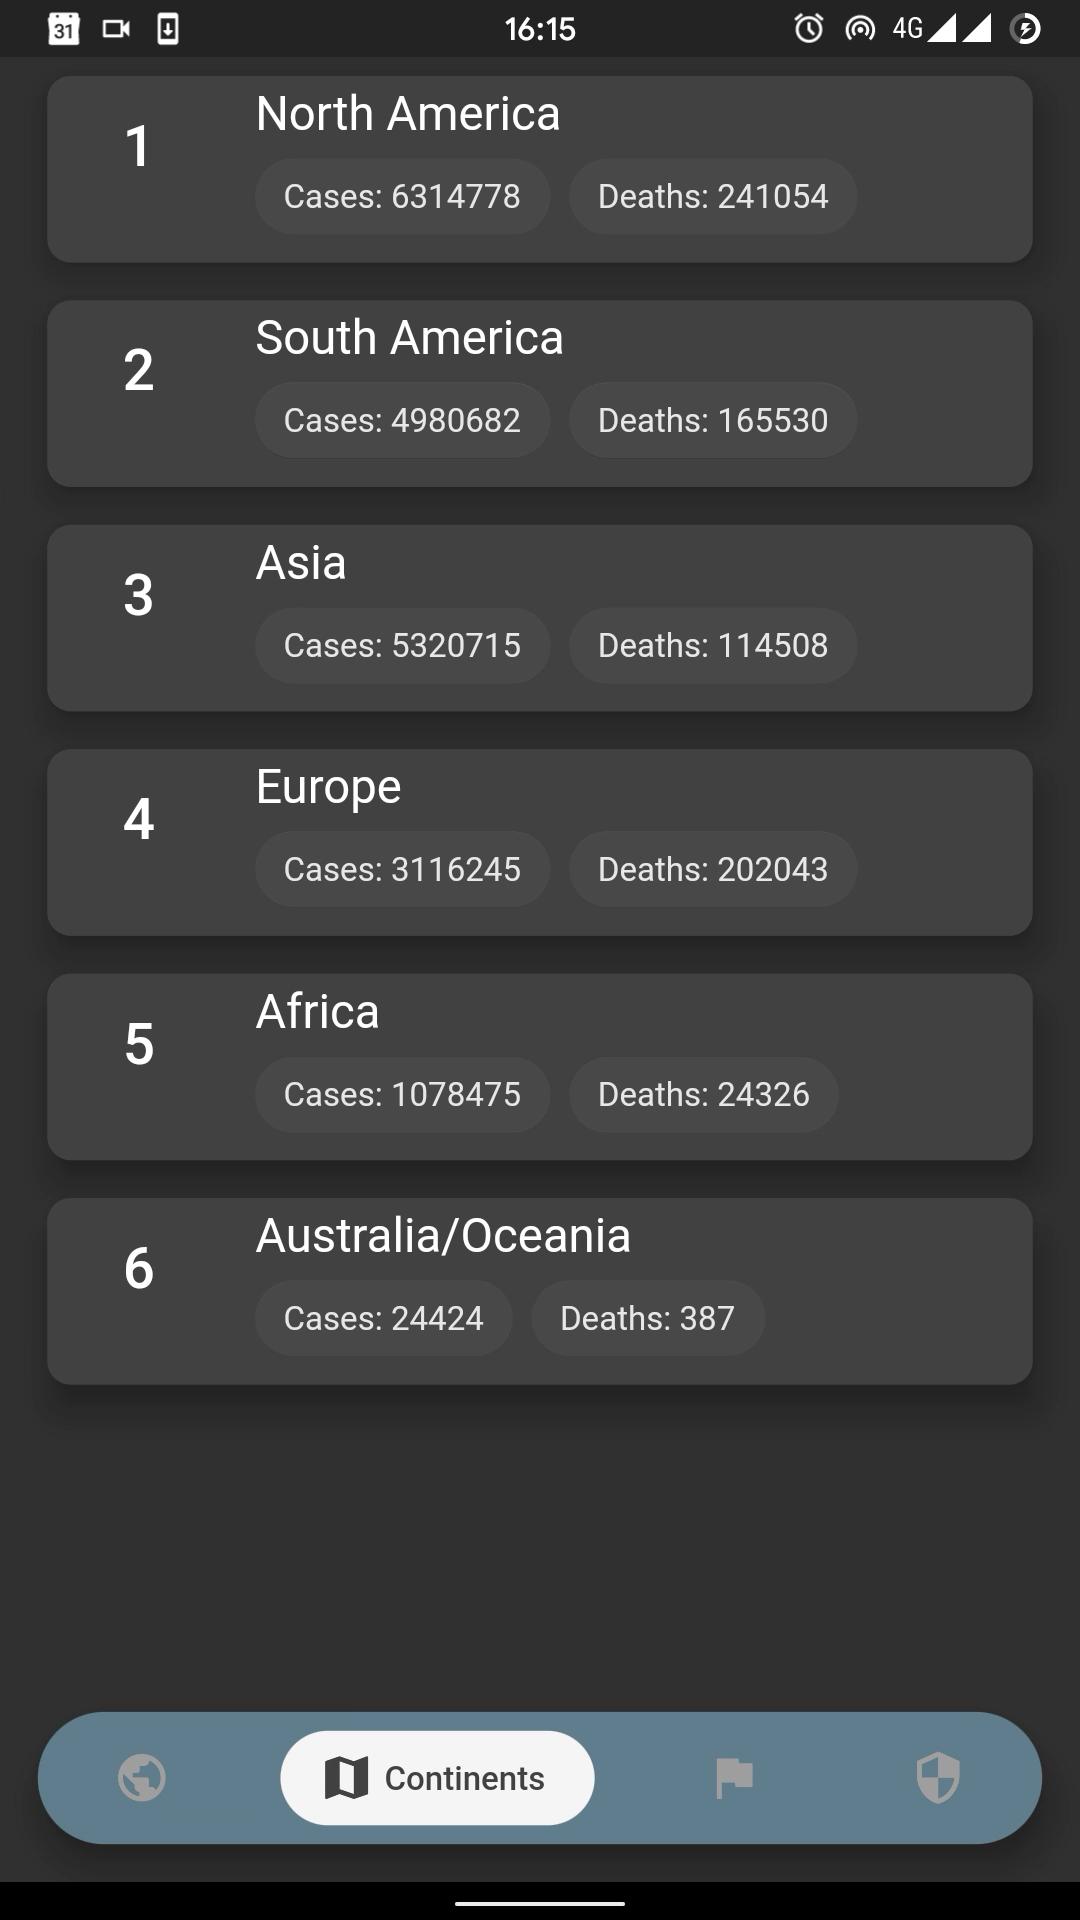 31 16:15 4G
1 North America
Cases: 6314778 Deaths: 241054
2 South America
Cases: 4980682 Deaths: 165530
3 Asia
Cases: 5320715 Deaths: 114508
4 Europe
Cases: 3116245 Deaths: 202043
5 Africa
Cases: 1078475 Deaths: 24326
6 Australia/Oceania
Cases: 24424 Deaths: 387
Continents